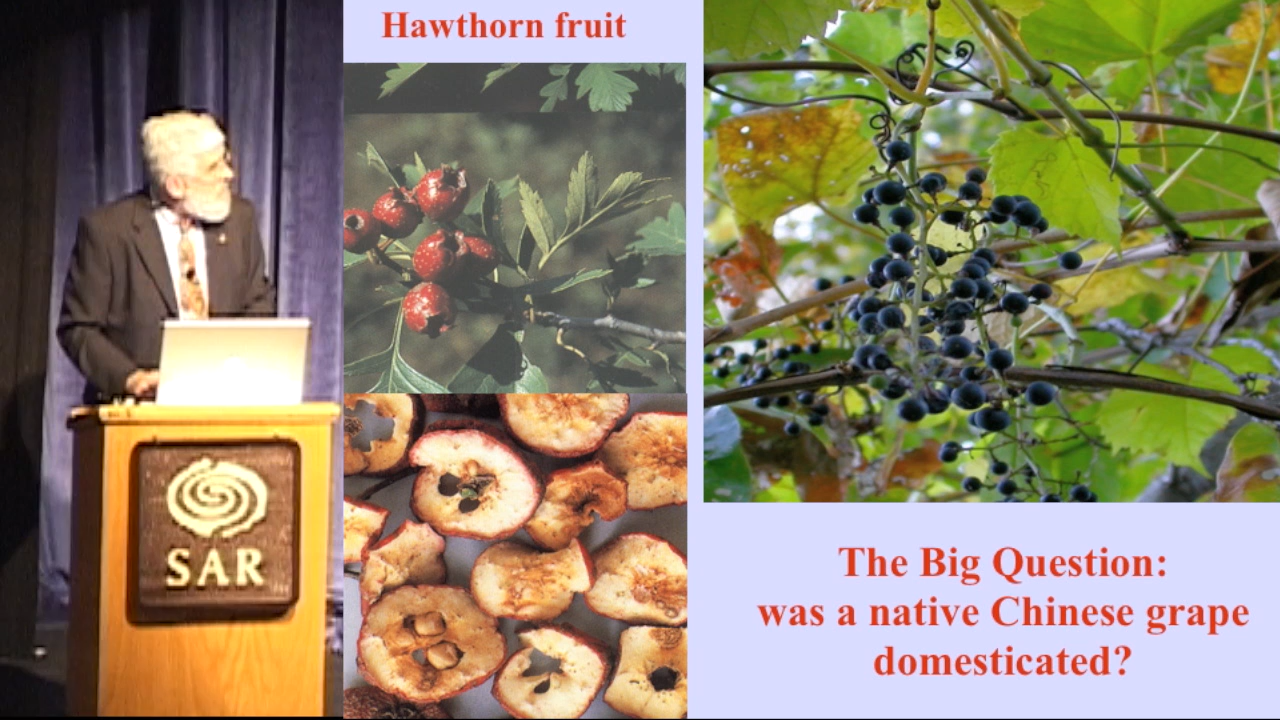 Hawthorn fruit
SAR
The Big Question:
was a native Chinese grape
domesticated?